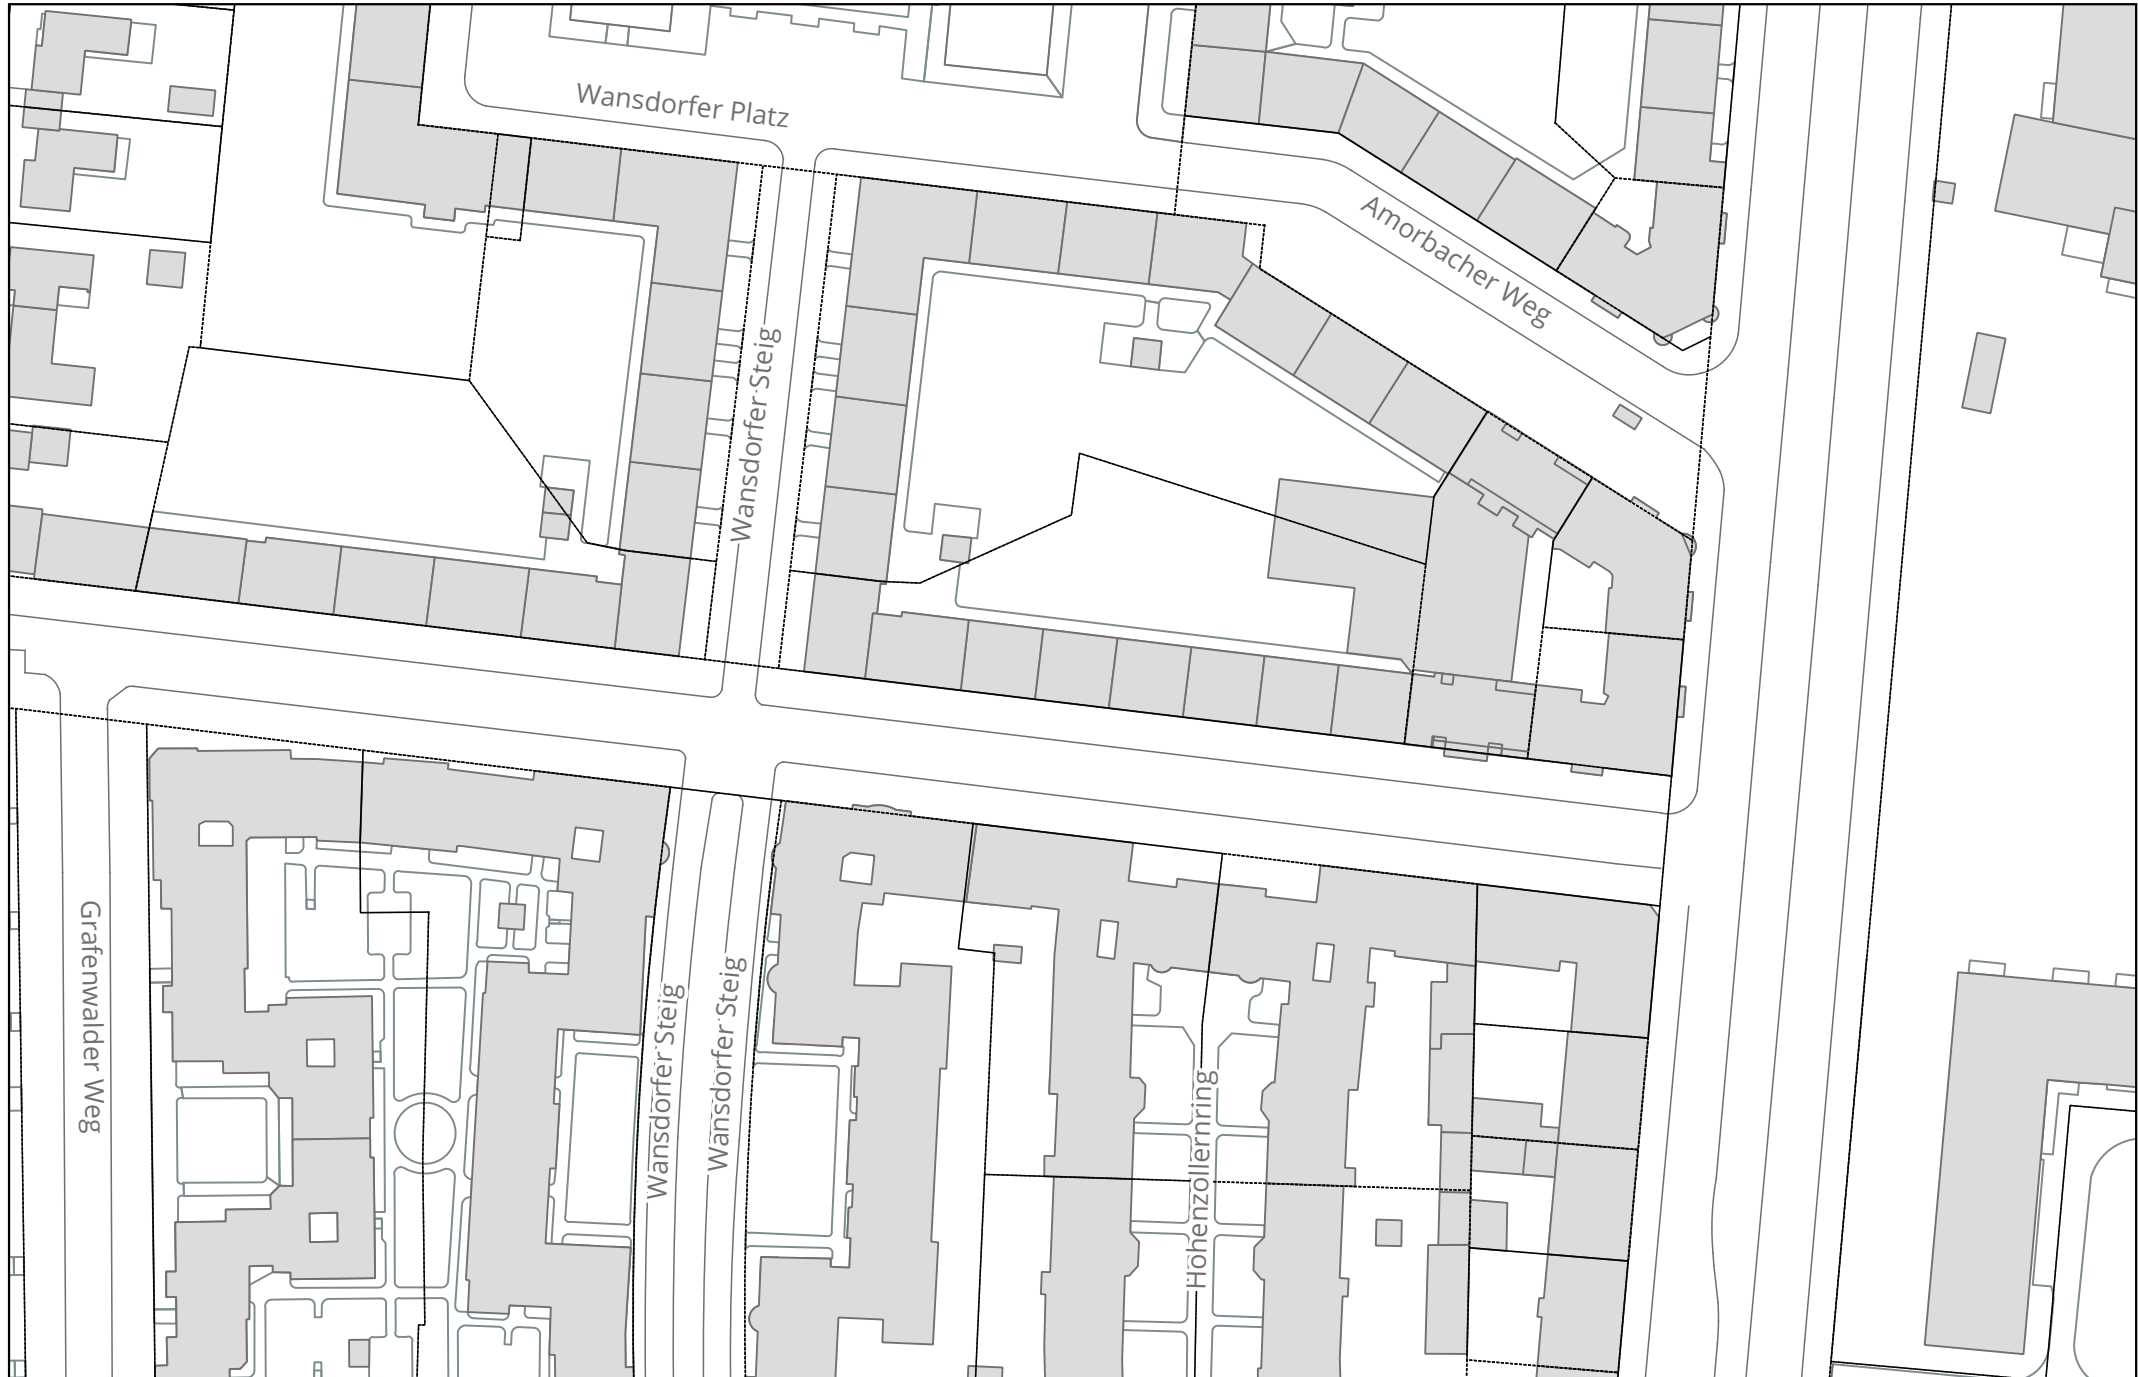 Wansdorfer Platz
Amorbacher Weg
Wansdorfer Steig
Grafenwalder Weg
Wansdorfer Steig
Wansdorfer Steig
Hohenzollernring